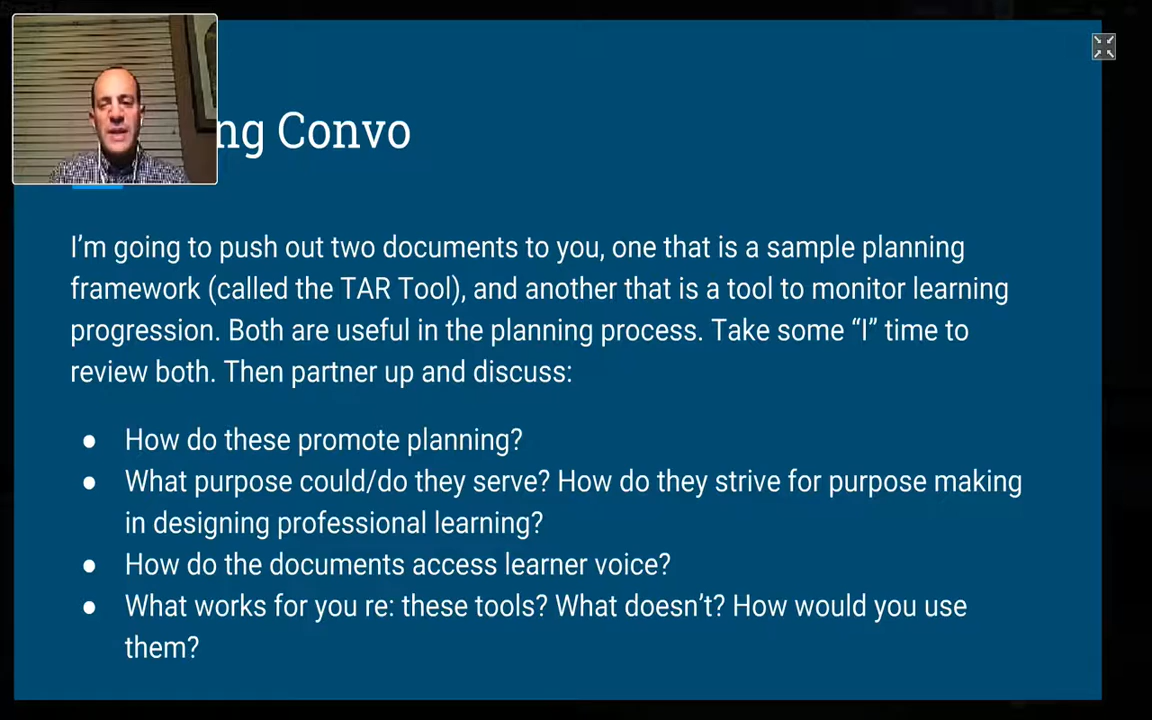 ng Convo
I’m going to push out two documents to you, one that is a sample planning
framework (called the TAR Tool), and another that is a tool to monitor learning
progression. Both are useful in the planning process. Take some “I” time to
review both. Then partner up and discuss:
● How do these promote planning?
● What purpose could/do they serve? How do they strive for purpose making
in designing professional learning?
● How do the documents access learner voice?
● What works for you re: these tools? What doesn’t? How would you use
them?